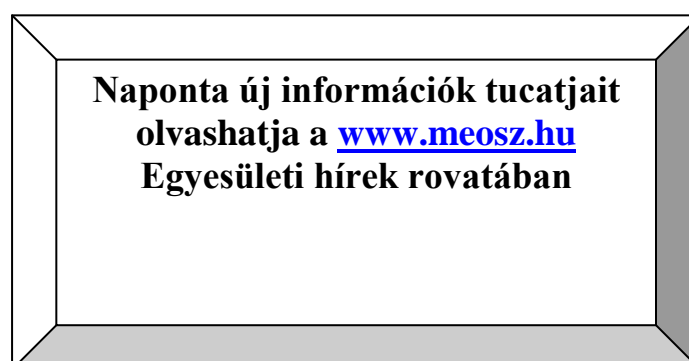 Naponta új információk tucatjait
olvashatja a www.meosz.hu
Egyesületi hírek rovatában